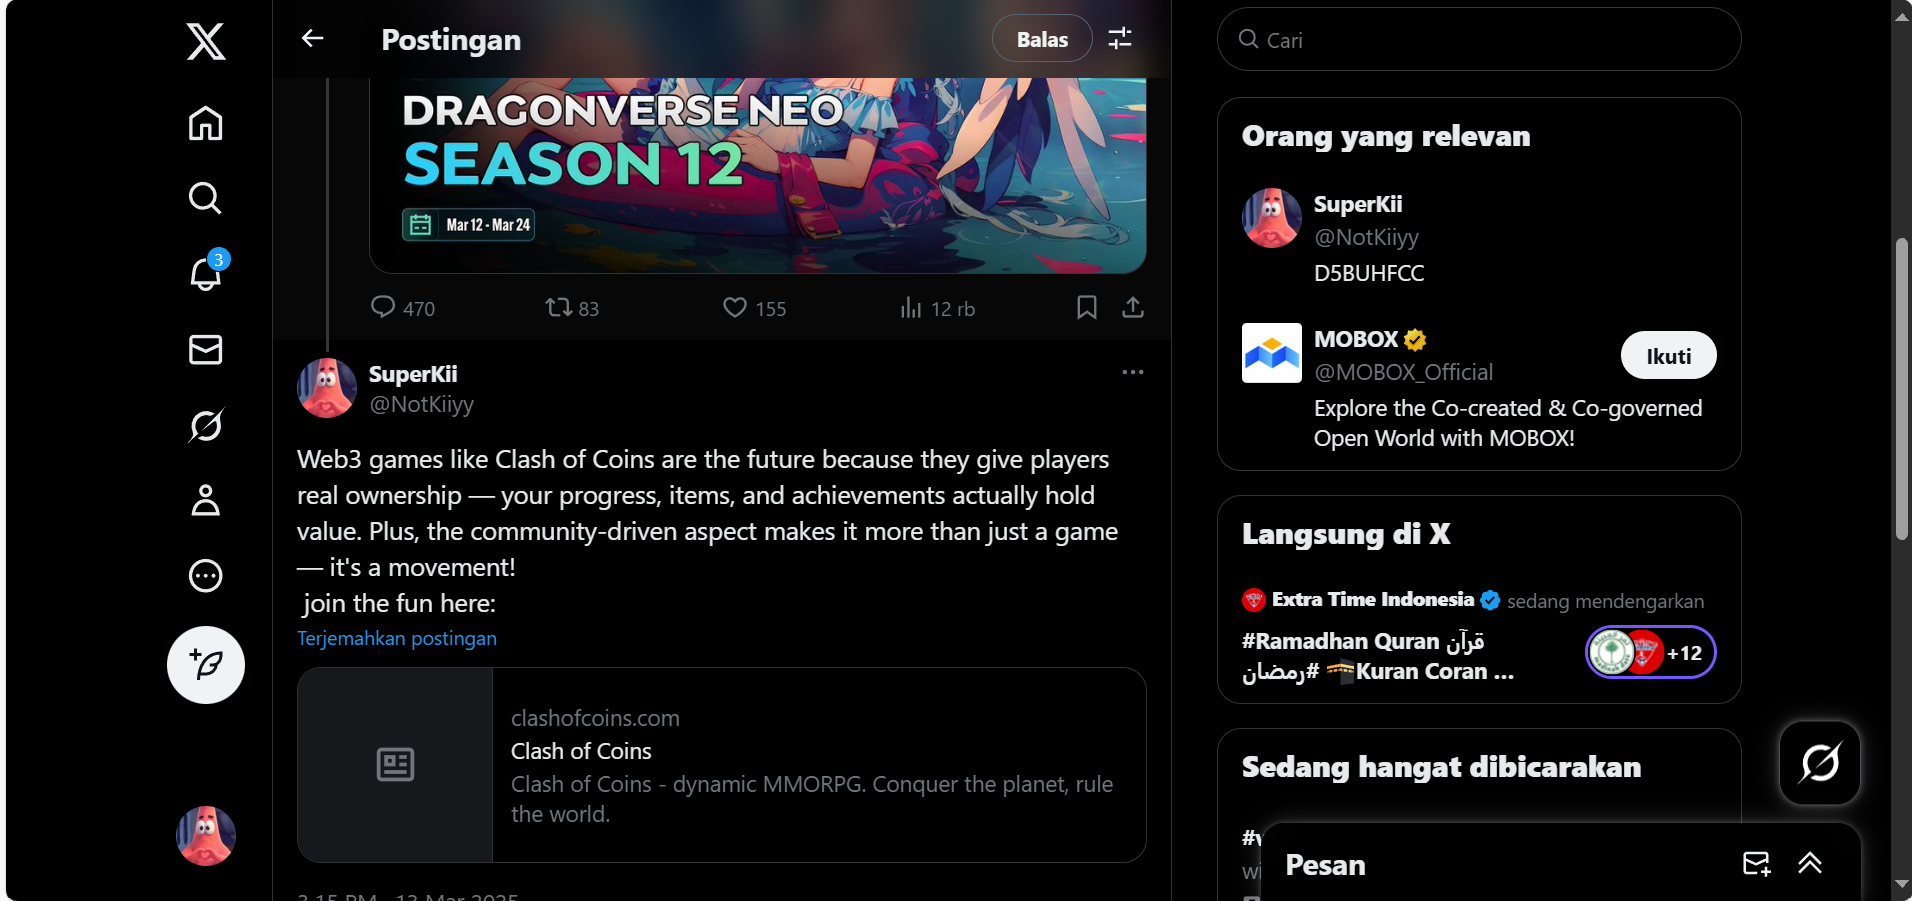 Postingan
Balas
DRAGONVERSE NEO
SEASON 12
Mar 12 - Mar 24
470
83
155
12 rb
3
SuperKii
@NotKiiyy
Web3 games like Clash of Coins are the future because they give players
real ownership — your progress, items, and achievements actually hold
value. Plus, the community-driven aspect makes it more than just a game
— it's a movement!
join the fun here:
Terjemahkan postingan
clashofcoins.com
Clash of Coins
Clash of Coins - dynamic MMORPG. Conquer the planet, rule
the world.
3:15 PM · 13 Mar 2025
Cari
Orang yang relevan
SuperKii
@NotKiiyy
D5BUHFCC
MOBOX
@MOBOX_Official
Ikuti
Explore the Co-created & Co-governed
Open World with MOBOX!
Langsung di X
Extra Time Indonesia sedang mendengarkan
#Ramadhan Quran قرآن
#رمضان 🕋Kuran Coran ...
+12
Sedang hangat dibicarakan
Pesan